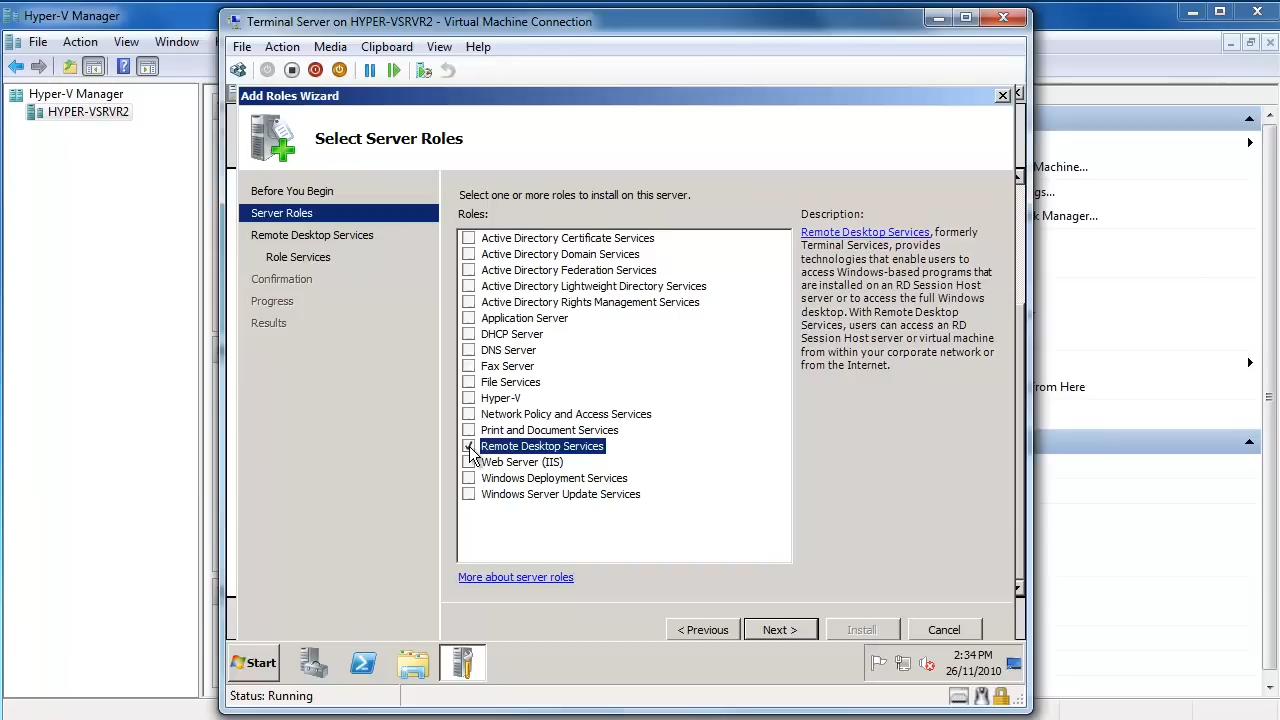 Hyper-V Manager
File Action View Window
Hyper-V Manager
HYPER-VSRVR2
Terminal Server on HYPER-VSRVR2 - Virtual Machine Connection
File Action Media Clipboard View Help
Add Roles Wizard
Select Server Roles
Before You Begin
Server Roles
Remote Desktop Services
Role Services
Confirmation
Progress
Results
Select one or more roles to install on this server.
Roles:
Active Directory Certificate Services
Active Directory Domain Services
Active Directory Federation Services
Active Directory Lightweight Directory Services
Active Directory Rights Management Services
Application Server
DHCP Server
DNS Server
Fax Server
File Services
Hyper-V
Network Policy and Access Services
Print and Document Services
Remote Desktop Services
Web Server (IIS)
Windows Deployment Services
Windows Server Update Services
More about server roles
Description:
Remote Desktop Services, formerly
Terminal Services, provides
technologies that enable users to
access Windows-based programs that
are installed on an RD Session Host
server or to access the full Windows
desktop. With Remote Desktop
Services, users can access an RD
Session Host server or virtual machine
from within your corporate network or
from the Internet.
< Previous Next > Install Cancel
Start
2:34 PM
26/11/2010
Status: Running
Machine...
gs...
k Manager...
rom Here